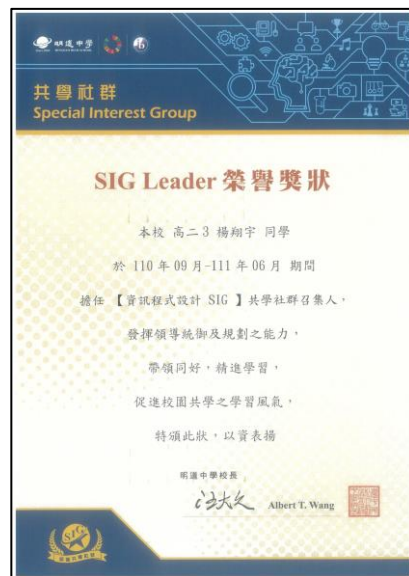 明道中學
共學社群
Special Interest Group
SIG Leader 榮譽獎狀
本校 高二3 楊翔宇 同學
於 110 年 09 月-111 年 06 月 期間
擔任 【資訊程式設計 SIG 】共學社群召集人，
發揮領導統御及規劃之能力，
帶領同好，精進學習，
促進校園共學之學習風氣，
特頒此狀，以資表揚
明道中學校長
汪大久 Albert T. Wang
SIG